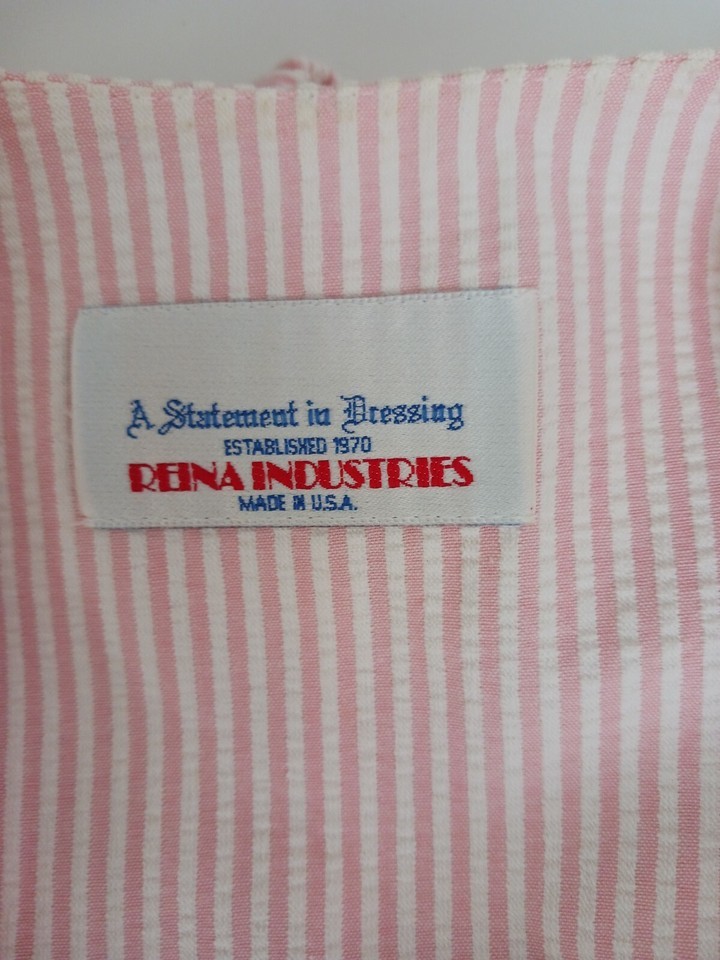 A Statement in Dressing
ESTABLISHED 1970
REINA INDUSTRIES
MADE IN U.S.A.